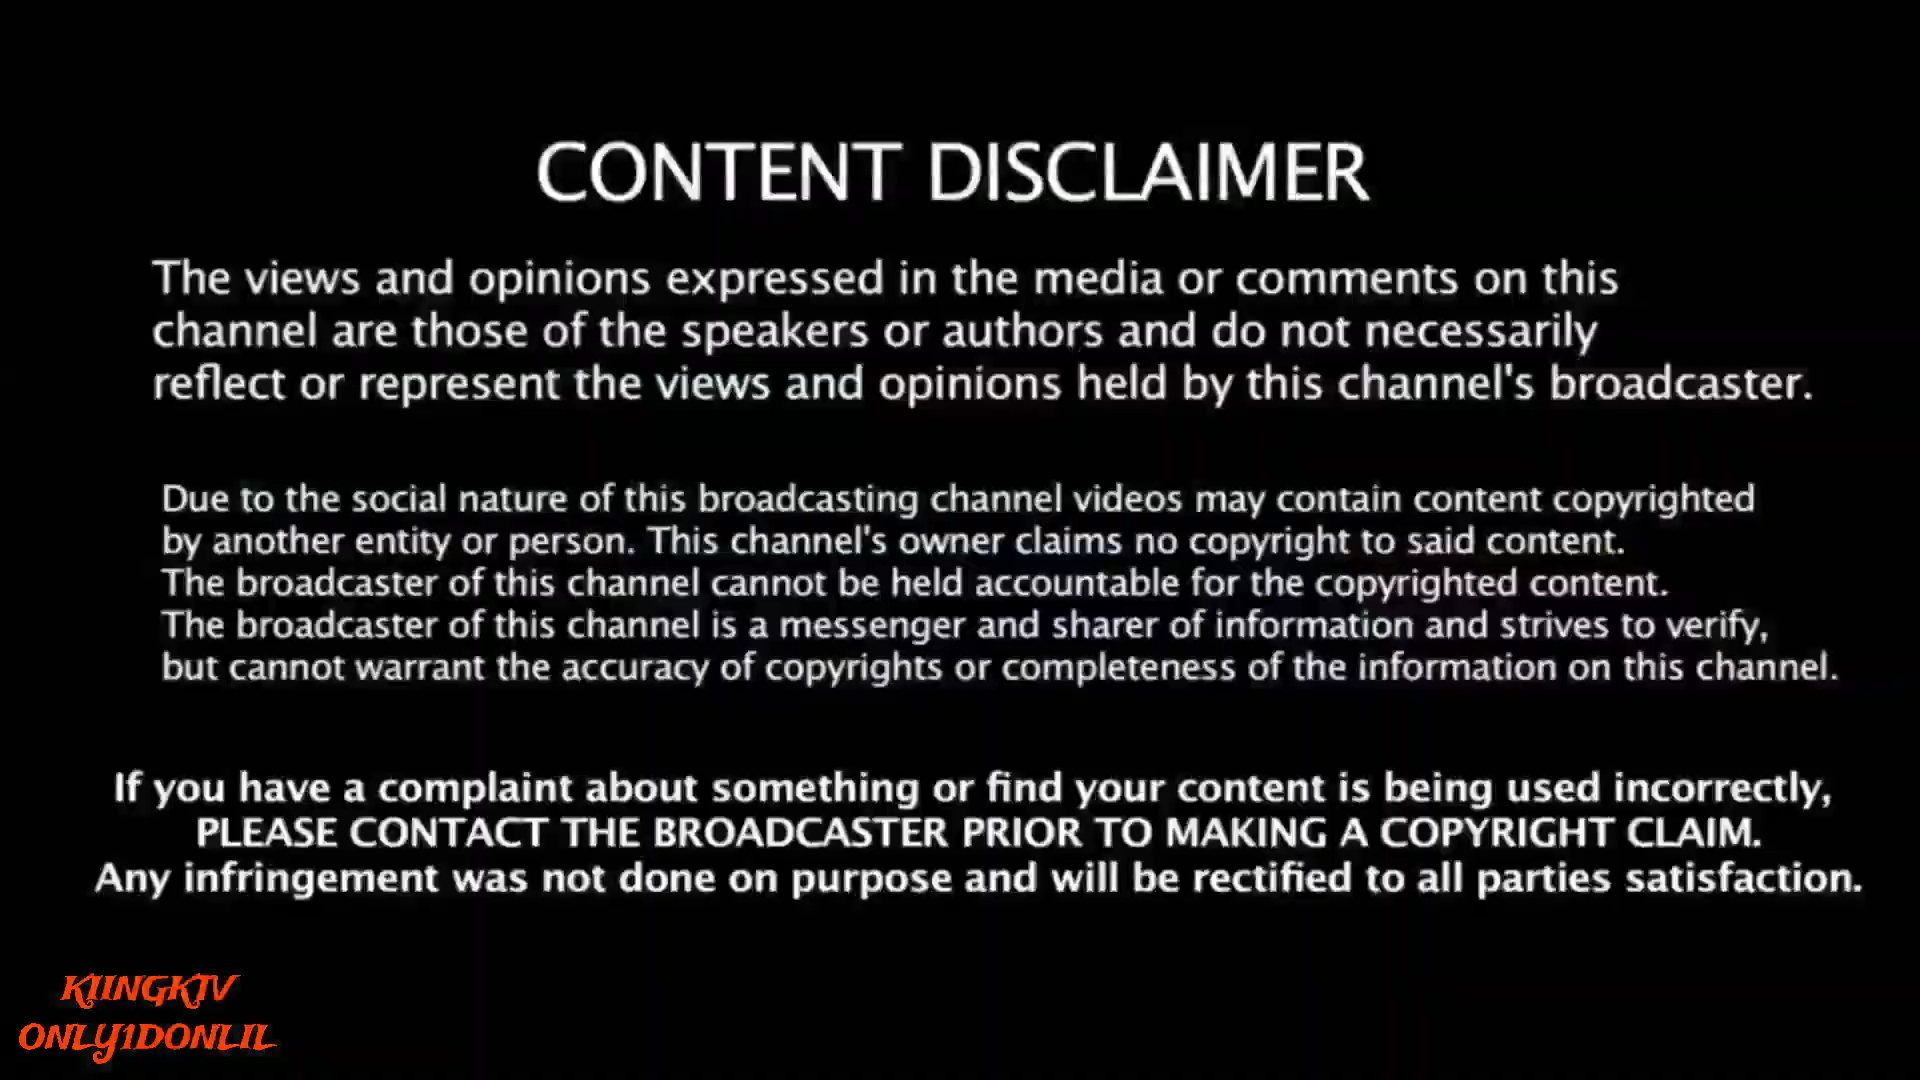 CONTENT DISCLAIMER
The views and opinions expressed in the media or comments on this
channel are those of the speakers or authors and do not necessarily
reflect or represent the views and opinions held by this channel's broadcaster.
Due to the social nature of this broadcasting channel videos may contain content copyrighted
by another entity or person. This channel's owner claims no copyright to said content.
The broadcaster of this channel cannot be held accountable for the copyrighted content.
The broadcaster of this channel is a messenger and sharer of information and strives to verify,
but cannot warrant the accuracy of copyrights or completeness of the information on this channel.
If you have a complaint about something or find your content is being used incorrectly,
PLEASE CONTACT THE BROADCASTER PRIOR TO MAKING A COPYRIGHT CLAIM.
Any infringement was not done on purpose and will be rectified to all parties satisfaction.
KIINGKTV
ONLY1DONLIL